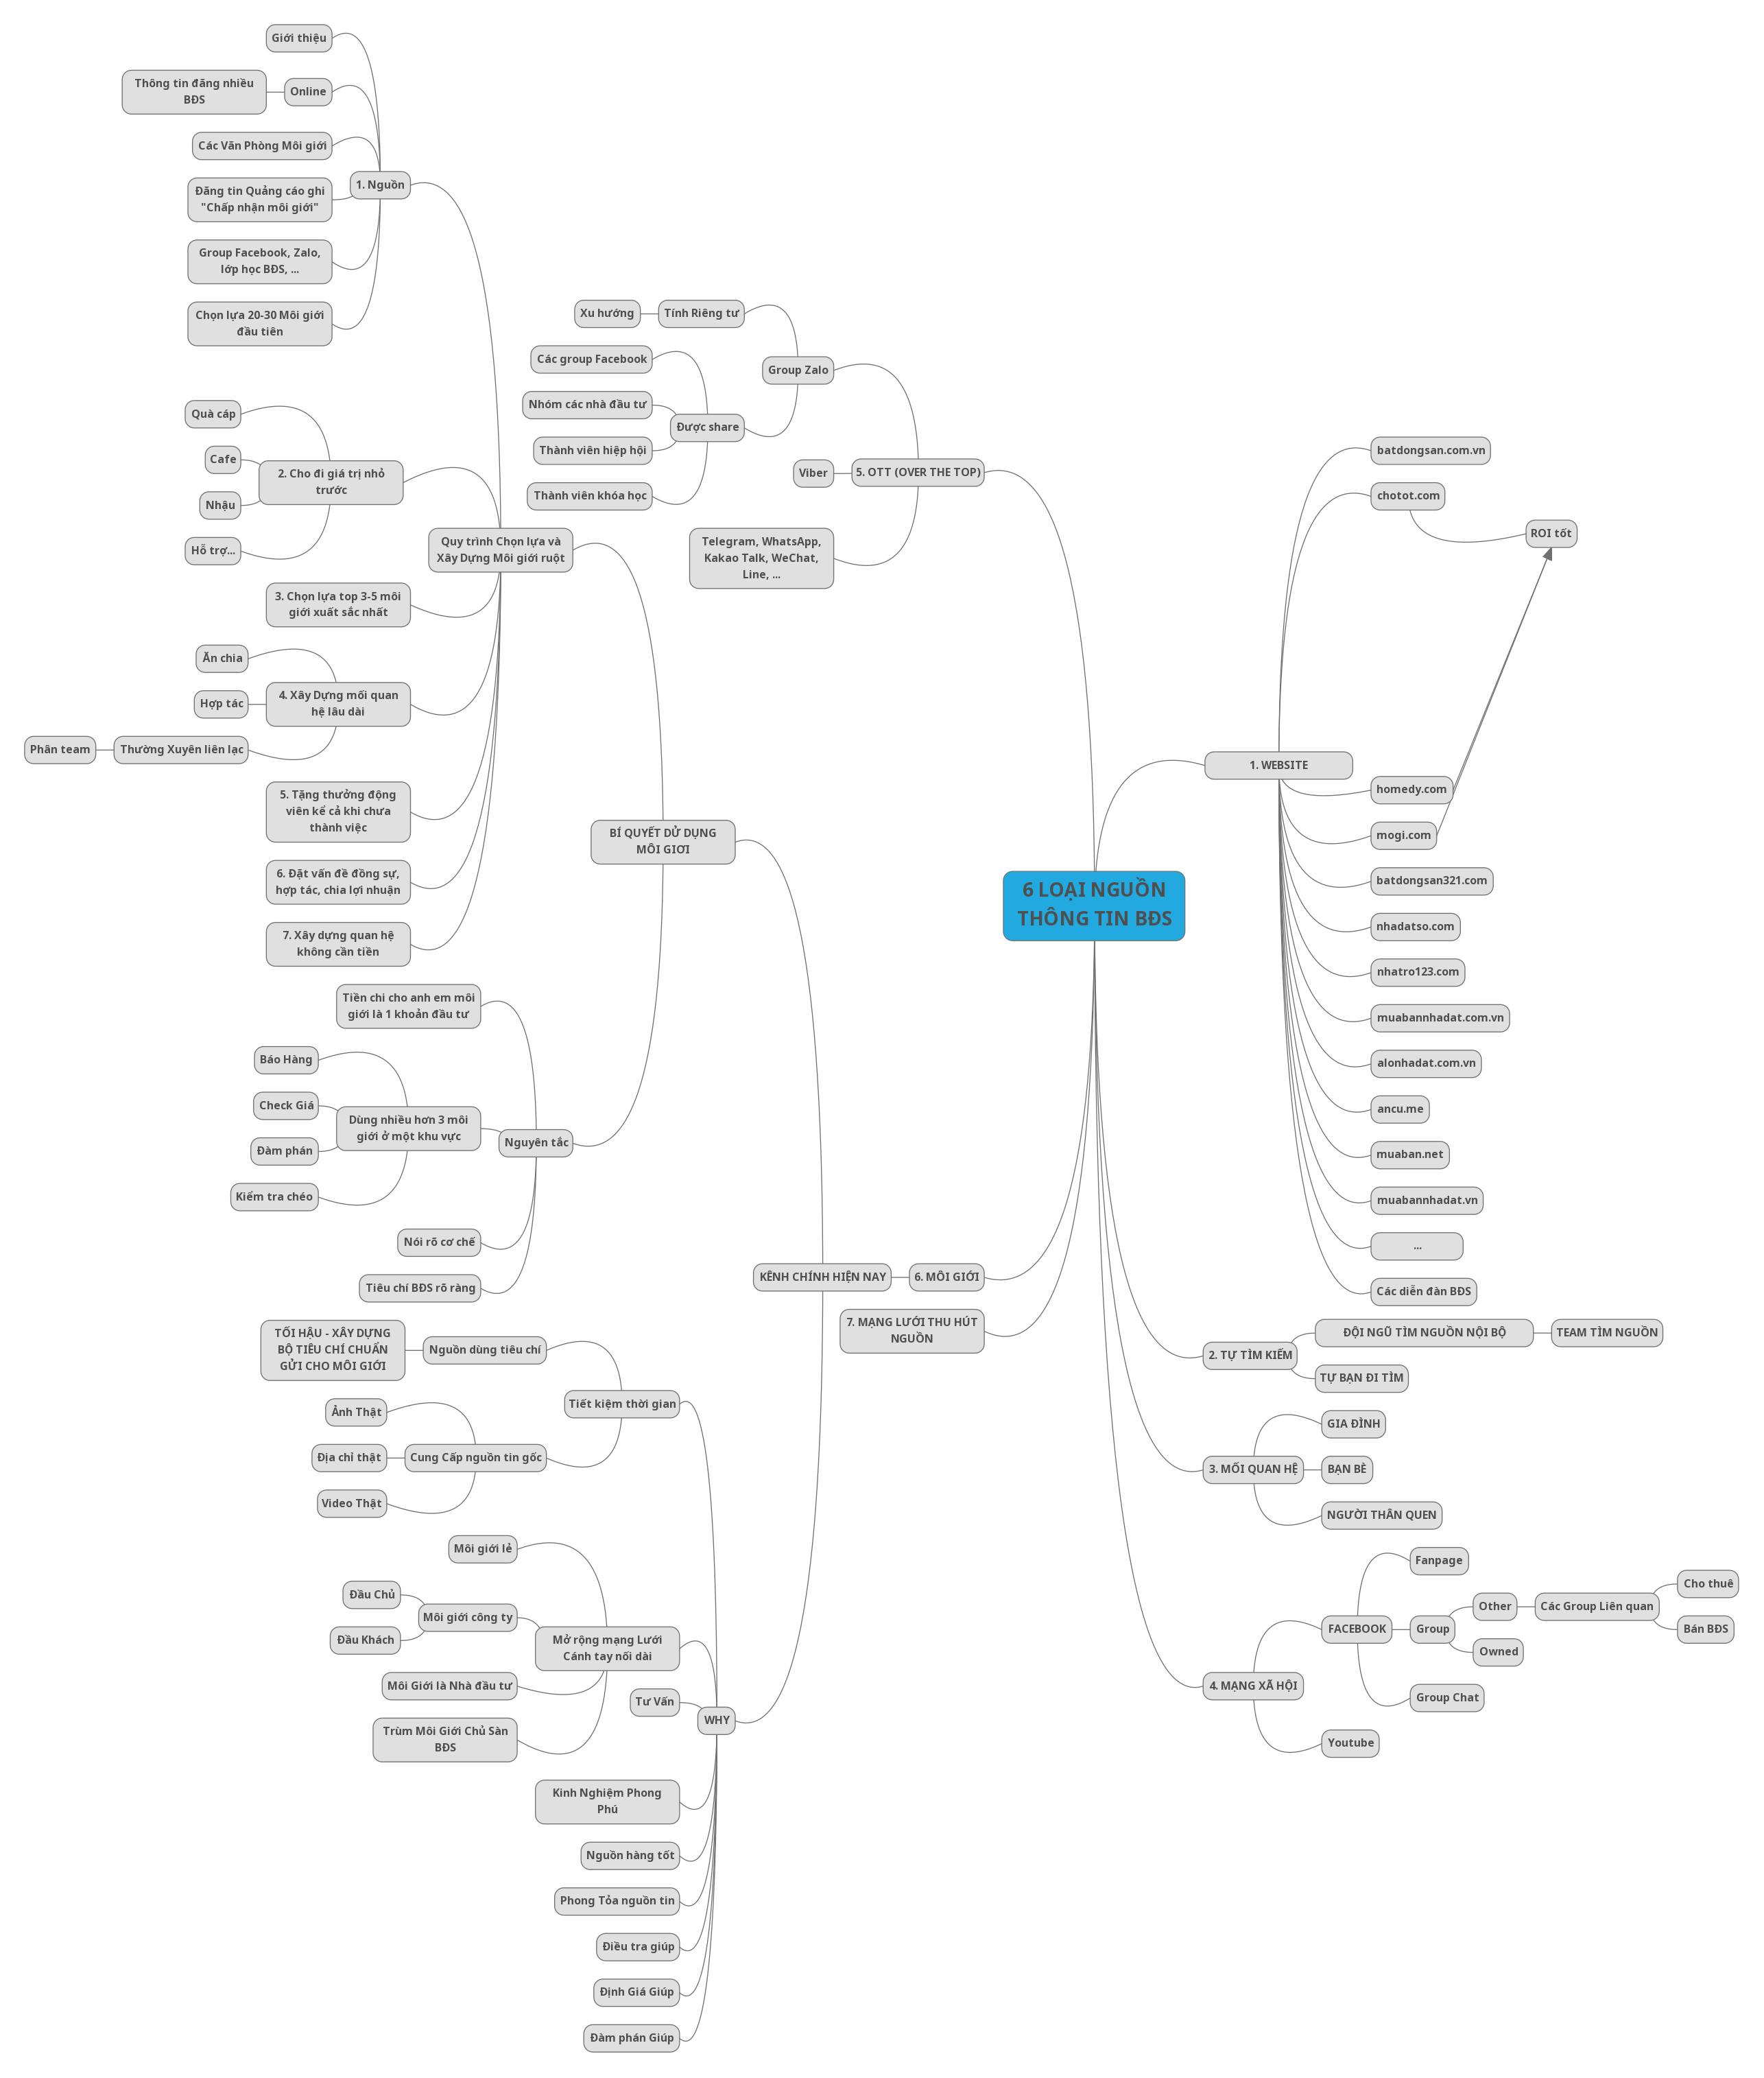 6 LOẠI NGUỒN
THÔNG TIN BĐS
1. WEBSITE
batdongsan.com.vn
chotot.com
ROI tốt
homedy.com
mogi.com
batdongsan321.com
nhadatso.com
nhatro123.com
muabannhadat.com.vn
alonhadat.com.vn
ancu.me
muaban.net
muabannhadat.vn
...
Các diễn đàn BĐS
2. TỰ TÌM KIẾM
ĐỘI NGŨ TÌM NGUỒN NỘI BỘ
TEAM TÌM NGUỒN
TỰ BẠN ĐI TÌM
3. MỐI QUAN HỆ
GIA ĐÌNH
BẠN BÈ
NGƯỜI THÂN QUEN
4. MẠNG XÃ HỘI
FACEBOOK
Fanpage
Group
Other
Các Group Liên quan
Cho thuê
Bán BĐS
Owned
Group Chat
Youtube
5. OTT (OVER THE TOP)
Group Zalo
Tính Riêng tư
Xu hướng
Được share
Các group Facebook
Nhóm các nhà đầu tư
Thành viên hiệp hội
Thành viên khóa học
Viber
Telegram, WhatsApp,
Kakao Talk, WeChat,
Line, ...
6. MÔI GIỚI
KÊNH CHÍNH HIỆN NAY
BÍ QUYẾT DỬ DỤNG
MÔI GIƠI
Quy trình Chọn lựa và
Xây Dựng Môi giới ruột
1. Nguồn
Giới thiệu
Online
Thông tin đăng nhiều
BĐS
Các Văn Phòng Môi giới
Đăng tin Quảng cáo ghi
"Chấp nhận môi giới"
Group Facebook, Zalo,
lớp học BĐS, ...
Chọn lựa 20-30 Môi giới
đầu tiên
2. Cho đi giá trị nhỏ
trước
Quà cáp
Cafe
Nhậu
Hỗ trợ...
3. Chọn lựa top 3-5 môi
giới xuất sắc nhất
4. Xây Dựng mối quan
hệ lâu dài
Ăn chia
Hợp tác
Thường Xuyên liên lạc
Phân team
5. Tặng thưởng động
viên kể cả khi chưa
thành việc
6. Đặt vấn đề đồng sự,
hợp tác, chia lợi nhuận
7. Xây dựng quan hệ
không cần tiền
Nguyên tắc
Tiền chi cho anh em môi
giới là 1 khoản đầu tư
Dùng nhiều hơn 3 môi
giới ở một khu vực
Báo Hàng
Check Giá
Đàm phán
Kiểm tra chéo
Nói rõ cơ chế
Tiêu chí BĐS rõ ràng
WHY
Tiết kiệm thời gian
Nguồn dùng tiêu chí
TỐI HẬU - XÂY DỰNG
BỘ TIÊU CHÍ CHUẨN
GỬI CHO MÔI GIỚI
Cung Cấp nguồn tin gốc
Ảnh Thật
Địa chỉ thật
Video Thật
Mở rộng mạng Lưới
Cánh tay nối dài
Môi giới lẻ
Môi giới công ty
Đầu Chủ
Đầu Khách
Môi Giới là Nhà đầu tư
Trùm Môi Giới Chủ Sàn
BĐS
Tư Vấn
Kinh Nghiệm Phong
Phú
Nguồn hàng tốt
Phong Tỏa nguồn tin
Điều tra giúp
Định Giá Giúp
Đàm phán Giúp
7. MẠNG LƯỚI THU HÚT
NGUỒN